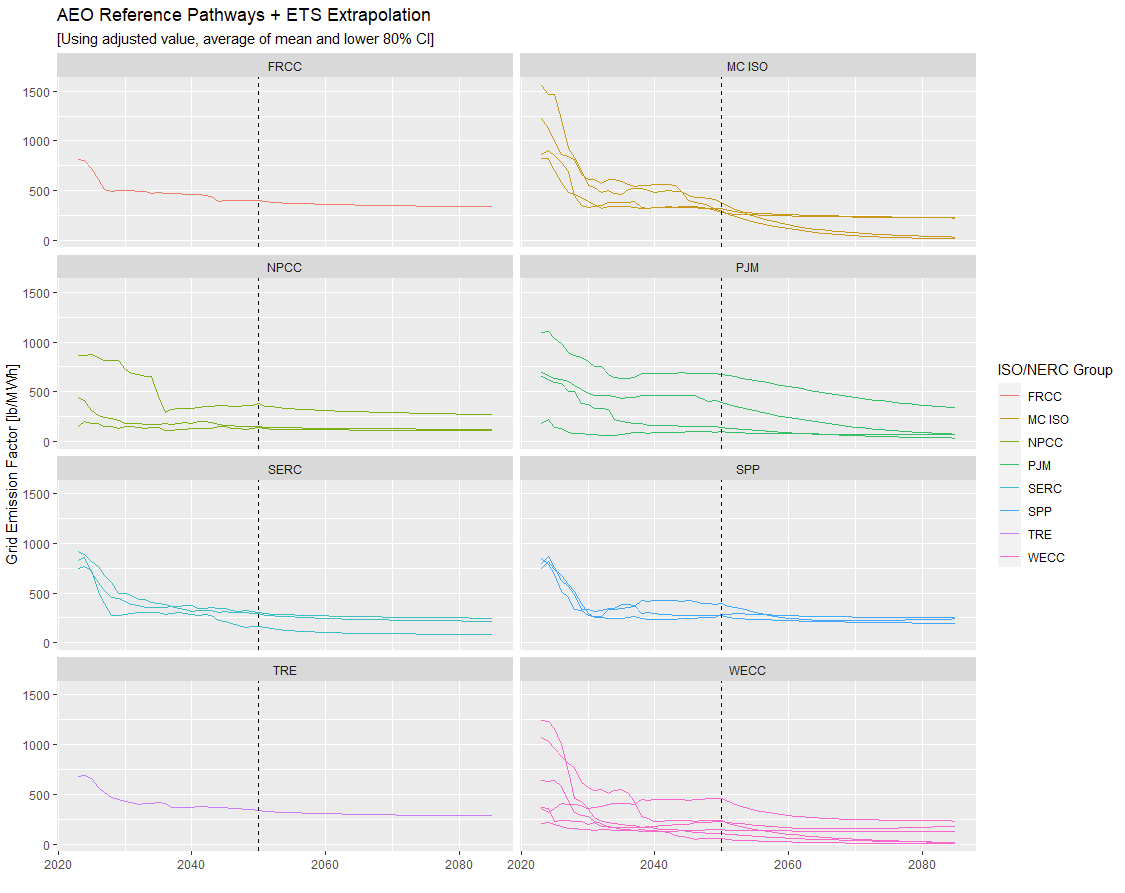 AEO Reference Pathways + ETS Extrapolation
[Using adjusted value, average of mean and lower 80% CI]
FRCC
MC ISO
1500
1000
500
0
NPCC
PJM
1500
1000
500
0
SERC
SPP
1500
1000
500
0
TRE
WECC
1500
1000
500
0
2020
2040
2060
2080
2020
2040
2060
2080
Grid Emission Factor [lb/MWh]
ISO/NERC Group
FRCC
MC ISO
NPCC
PJM
SERC
SPP
TRE
WECC